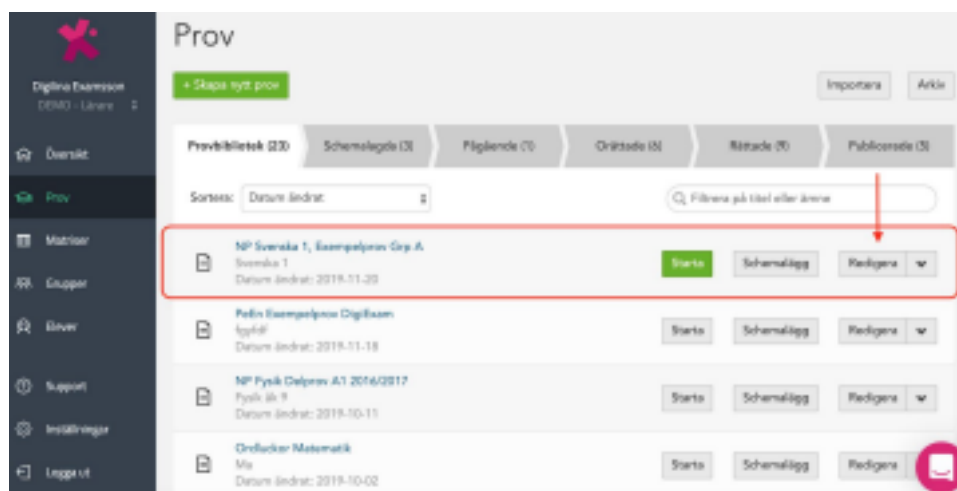 Prov
Digilina Examsson
DEMO - Lärare
+ Skapa nytt prov
Importera
Arkiv
Översikt
Prov
Matriser
Grupper
Elever
Support
Inställningar
Logga ut
Provbibliotek (23)
Schemalagda (3)
Pågående (1)
Orättade (6)
Rättade (9)
Publicerade (3)
Sortera: Datum ändrat
Filtrera på titel eller ämne
NP Svenska 1, Exempelprov Grp A
Svenska 1
Datum ändrat: 2019-11-20
Starta
Schemalägg
Redigera
Exempelprov DigiExam
Datum ändrat: 2019-11-18
Starta
Schemalägg
Redigera
NP Fysik Delprov A1 2016/2017
Fysik åk 9
Datum ändrat: 2019-10-11
Starta
Schemalägg
Redigera
Ordluckor Matematik
Ma
Datum ändrat: 2019-10-02
Starta
Schemalägg
Redigera